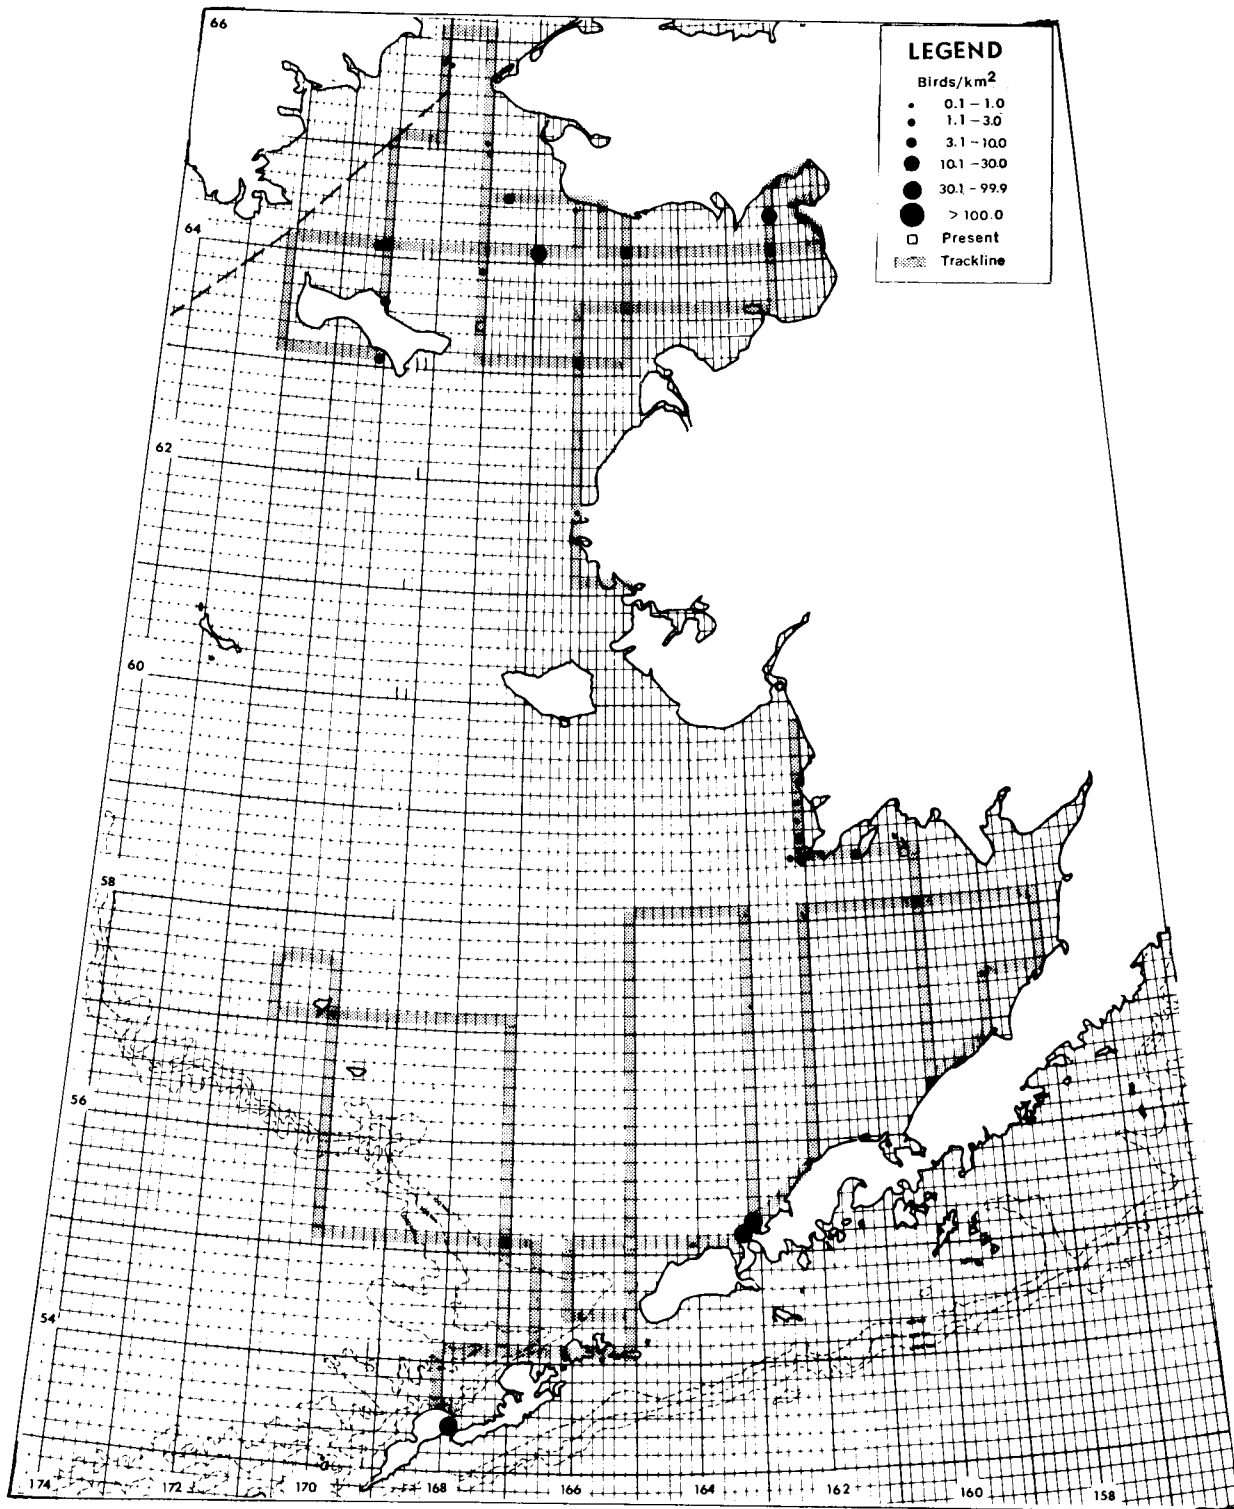 66
LEGEND
Birds/km²
0.1 – 1.0
1.1 – 3.0
3.1 – 10.0
10.1 – 30.0
30.1 – 99.9
> 100.0
Present
Trackline
64
62
60
58
56
54
174 172 170 168 166 164 162 160 158